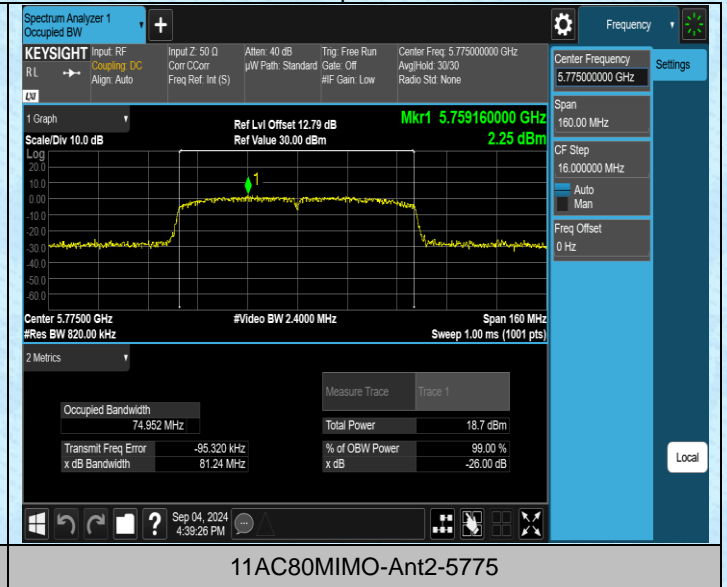 Spectrum Analyzer 1
Occupied BW
+
Frequency
KEYSIGHT
RL
LXI
Input: RF
Coupling: DC
Align: Auto
Input Z: 50 Ω
Corr CCorr
Freq Ref: Int (S)
Atten: 40 dB
µW Path: Standard
Trig: Free Run
Gate: Off
#IF Gain: Low
Center Freq: 5.775000000 GHz
Avg|Hold: 30/30
Radio Std: None
Center Frequency
5.775000000 GHz
Settings
Span
160.00 MHz
CF Step
16.000000 MHz
Auto
Man
Freq Offset
0 Hz
Local
1 Graph
Scale/Div 10.0 dB
Ref Lvl Offset 12.79 dB
Ref Value 30.00 dBm
Mkr1 5.759160000 GHz
2.25 dBm
Log
20.0
10.0
0.00
-10.0
-20.0
-30.0
-40.0
-50.0
-60.0
1
Center 5.77500 GHz
#Res BW 820.00 kHz
#Video BW 2.4000 MHz
Span 160 MHz
Sweep 1.00 ms (1001 pts)
2 Metrics
Measure Trace Trace 1
Occupied Bandwidth
74.952 MHz
Total Power 18.7 dBm
Transmit Freq Error -95.320 kHz
% of OBW Power 99.00 %
x dB Bandwidth 81.24 MHz
x dB -26.00 dB
?
Sep 04, 2024
4:39:26 PM
11AC80MIMO-Ant2-5775